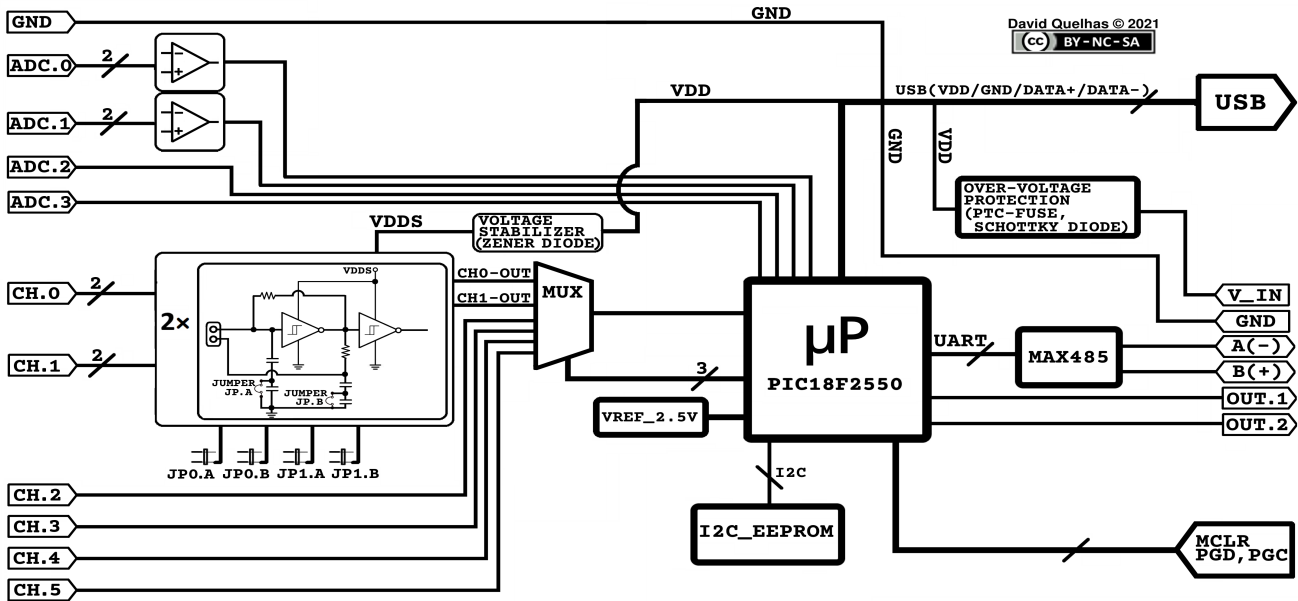 GND
GND
David Quelhas © 2021
cc BY-NC-SA
ADC.0
2
ADC.1
2
ADC.2
ADC.3
VDD
USB(VDD/GND/DATA+/DATA-)
USB
GND
VDD
OVER-VOLTAGE
PROTECTION
(PTC-FUSE,
SCHOTTKY DIODE)
VDDS
VOLTAGE
STABILIZER
(ZENER DIODE)
CH.0
2
CH.1
2
2×
VDDS
JUMPER
JP.A
JUMPER
JP.B
CH0-OUT
CH1-OUT
MUX
3
μP
PIC18F2550
VREF_2.5V
UART
MAX485
V_IN
GND
A(-)
B(+)
OUT.1
OUT.2
JP0.A JP0.B JP1.A JP1.B
I2C
I2C_EEPROM
CH.2
CH.3
CH.4
CH.5
MCLR
PGD,PGC